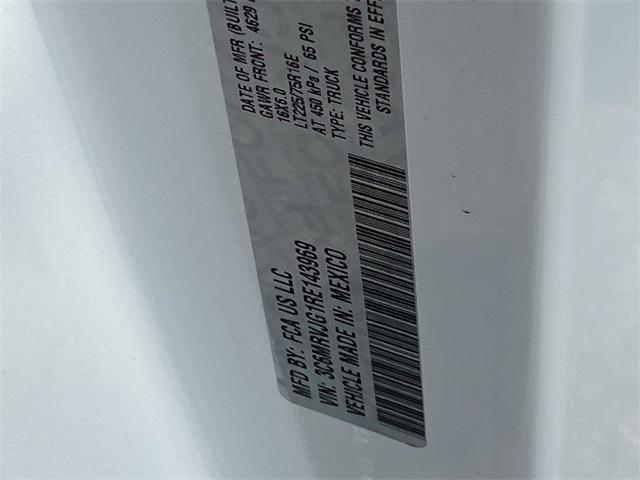 MFD BY: FCA US LLC
VIN: 3C6MRVJG1RE143969
VEHICLE MADE IN: MEXICO
DATE OF MFR (BUILT
GAWR FRONT: 4629
16X6.0
LT225/75R16E
AT 450 kPa / 65 PSI
TYPE: TRUCK
THIS VEHICLE CONFORMS
STANDARDS IN EFF